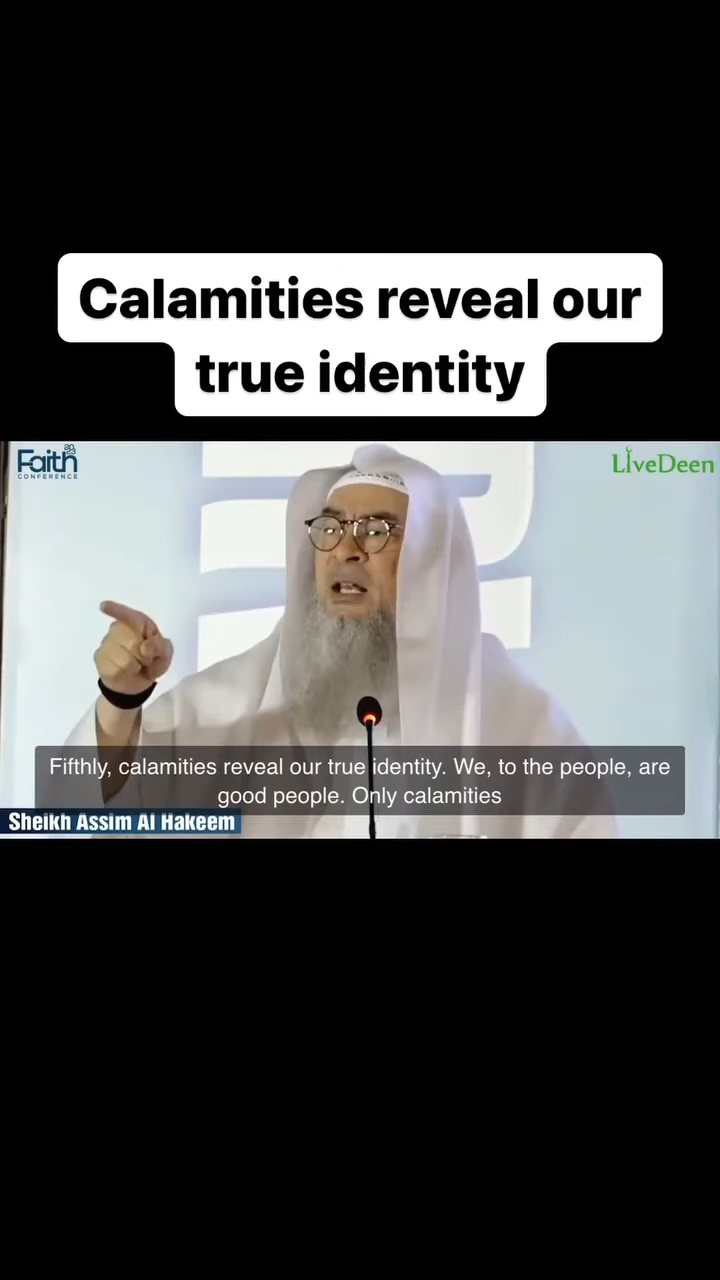 Calamities reveal our
true identity
Faith
2023
CONFERENCE
LiveDeen
Fifthly, calamities reveal our true identity. We, to the people, are
good people. Only calamities
Sheikh Assim Al Hakeem